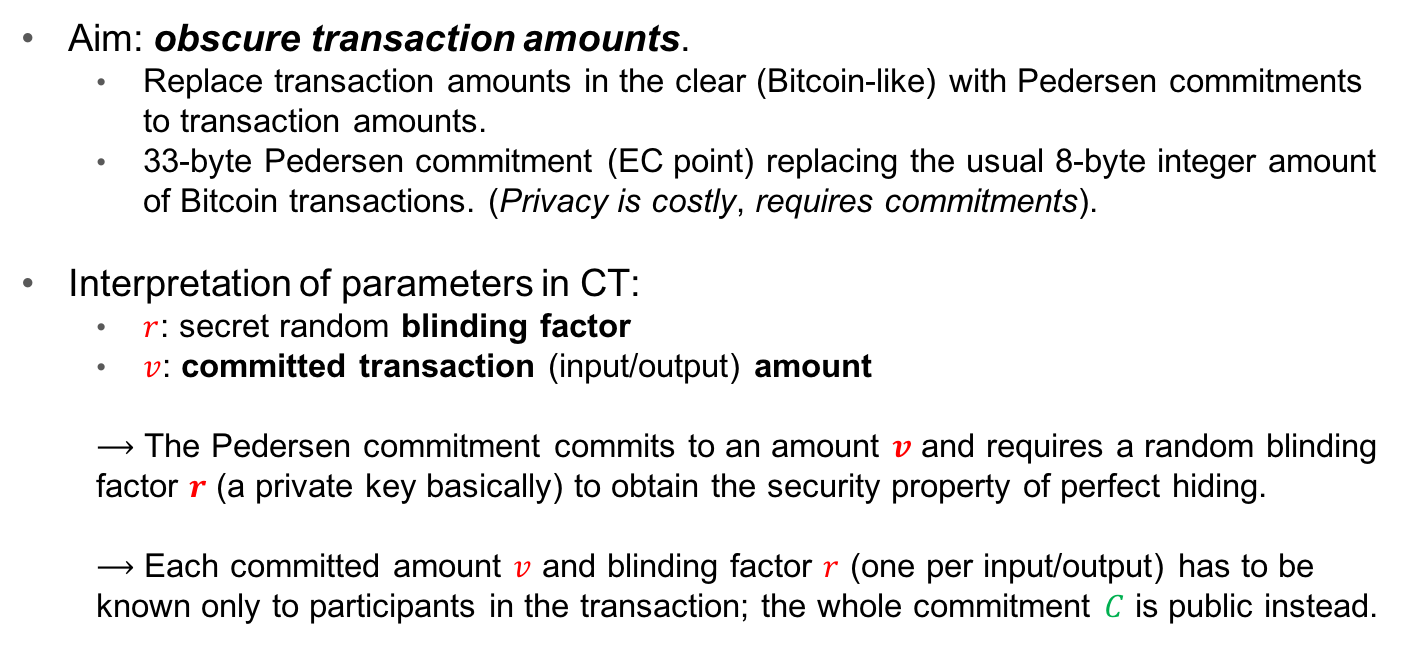 • Aim: obscure transaction amounts.
• Replace transaction amounts in the clear (Bitcoin-like) with Pedersen commitments
to transaction amounts.
• 33-byte Pedersen commitment (EC point) replacing the usual 8-byte integer amount
of Bitcoin transactions. (Privacy is costly, requires commitments).
• Interpretation of parameters in CT:
• r: secret random blinding factor
• v: committed transaction (input/output) amount
⟶ The Pedersen commitment commits to an amount v and requires a random blinding
factor r (a private key basically) to obtain the security property of perfect hiding.
⟶ Each committed amount v and blinding factor r (one per input/output) has to be
known only to participants in the transaction; the whole commitment C is public instead.